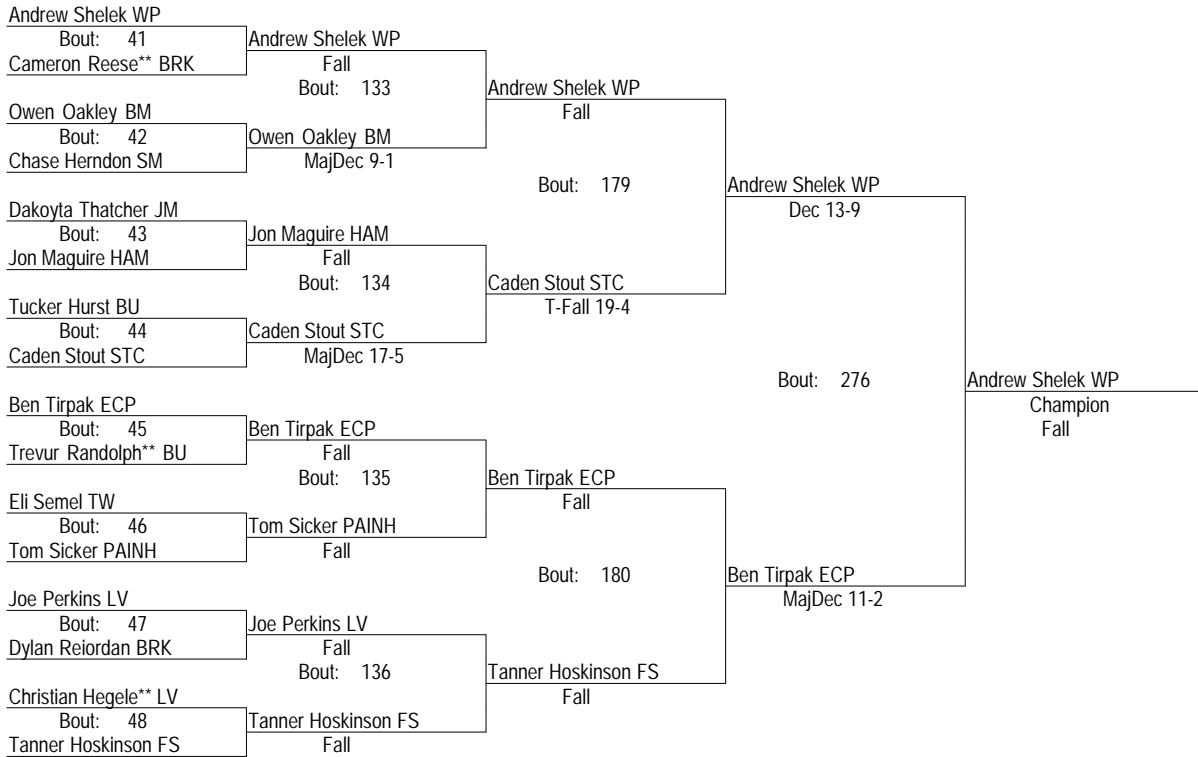 Andrew Shelek WP
Bout: 41
Andrew Shelek WP
Cameron Reese** BRK
Fall
Bout: 133
Andrew Shelek WP
Owen Oakley BM
Fall
Bout: 42
Owen Oakley BM
Chase Herndon SM
MajDec 9-1
Bout: 179
Andrew Shelek WP
Dakoyta Thatcher JM
Dec 13-9
Bout: 43
Jon Maguire HAM
Jon Maguire HAM
Fall
Bout: 134
Caden Stout STC
Tucker Hurst BU
T-Fall 19-4
Bout: 44
Caden Stout STC
Caden Stout STC
MajDec 17-5
Bout: 276
Andrew Shelek WP
Ben Tirpak ECP
Champion
Bout: 45
Ben Tirpak ECP
Fall
Trevur Randolph** BU
Fall
Bout: 135
Ben Tirpak ECP
Eli Semel TW
Fall
Bout: 46
Tom Sicker PAINH
Tom Sicker PAINH
Fall
Bout: 180
Ben Tirpak ECP
Joe Perkins LV
MajDec 11-2
Bout: 47
Joe Perkins LV
Dylan Reiordan BRK
Fall
Bout: 136
Tanner Hoskinson FS
Christian Hegele** LV
Fall
Bout: 48
Tanner Hoskinson FS
Tanner Hoskinson FS
Fall